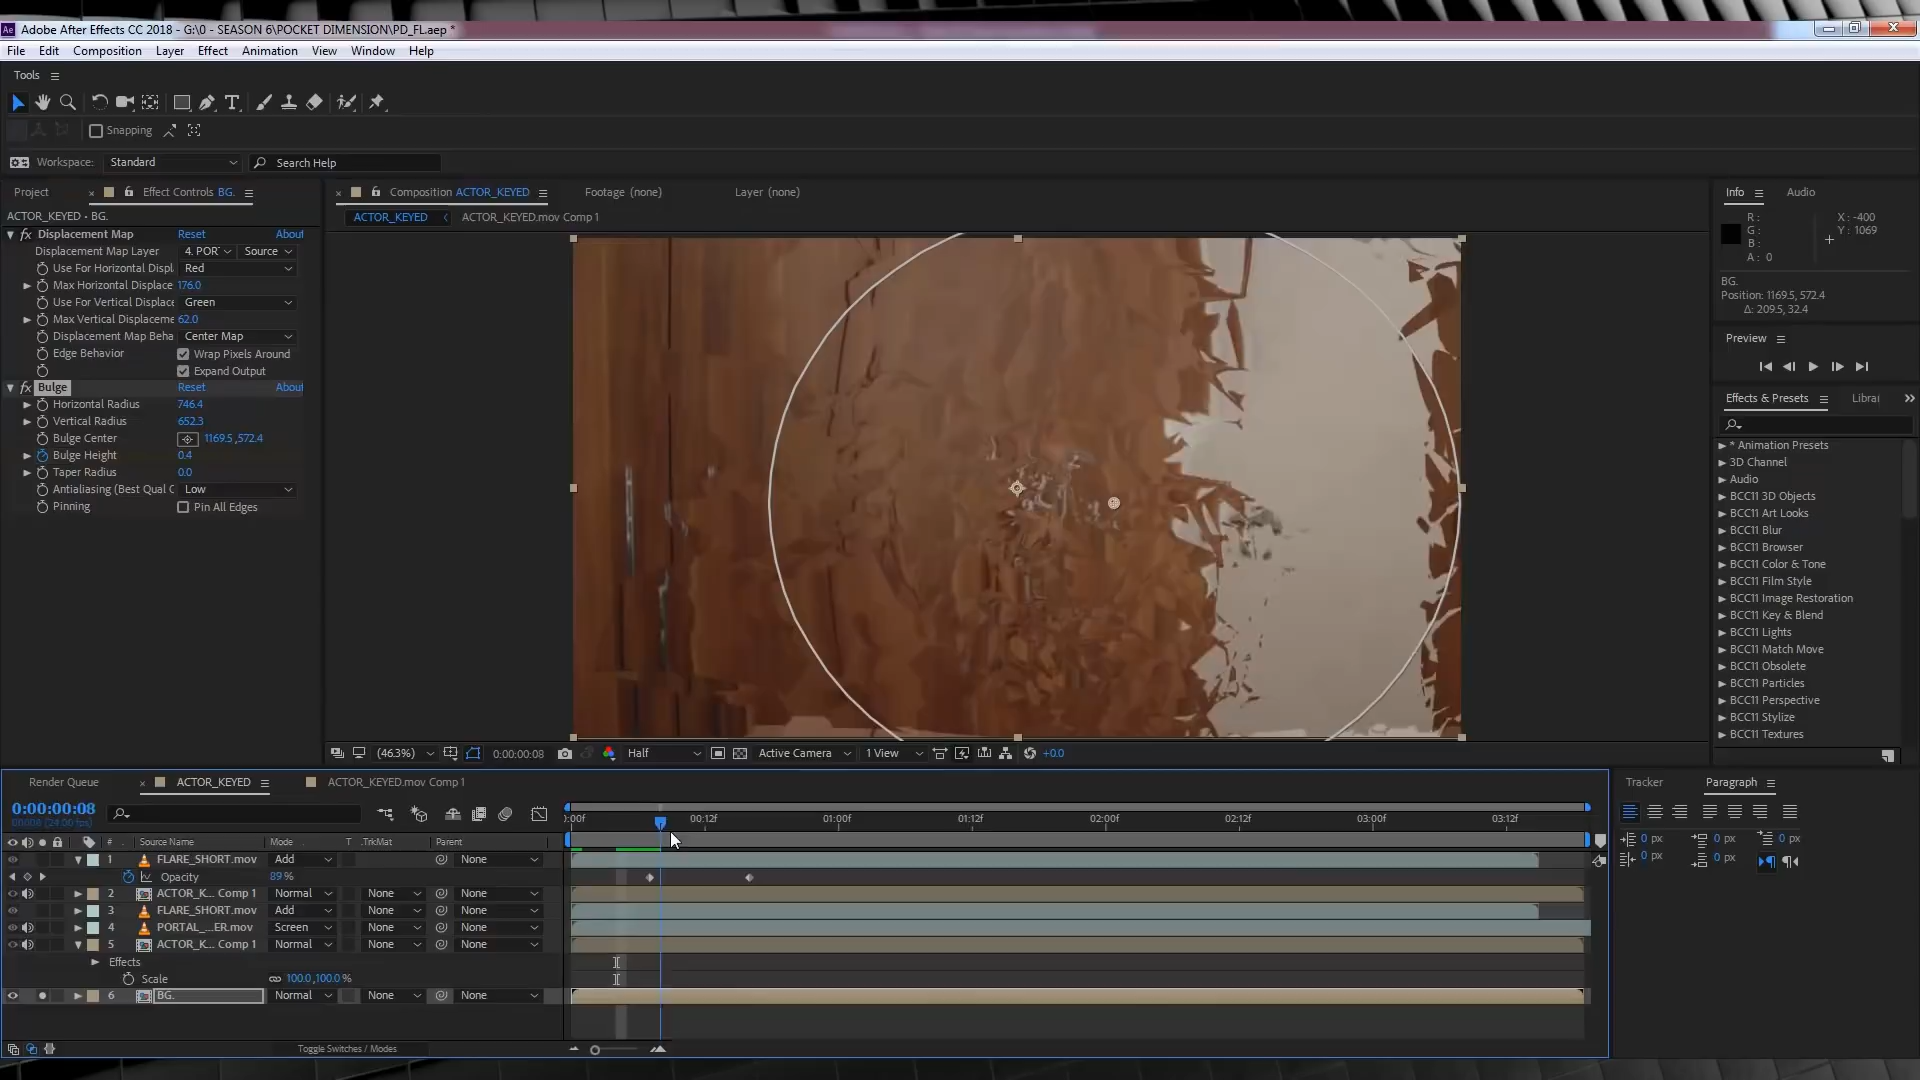 Adobe After Effects CC 2018 - G:\0 - SEASON 6\POCKET DIMENSION\PD_FL.aep *
File Edit Composition Layer Effect Animation View Window Help
Tools
Snapping
Workspace: Standard Search Help
Project Effect Controls BG. Composition ACTOR_KEYED Footage (none) Layer (none) Info Audio
ACTOR_KEYED • BG. ACTOR_KEYED ACTOR_KEYED.mov Comp 1
R : X : -400
G : Y : 1069
B :
A : 0
Displacement Map Reset About
Displacement Map Layer 4. POR Source
Use For Horizontal Displ Red
Max Horizontal Displace 176.0
Use For Vertical Displace Green
Max Vertical Displaceme 62.0
Displacement Map Beha Center Map
Edge Behavior Wrap Pixels Around
Expand Output
Bulge Reset About
Horizontal Radius 746.4
Vertical Radius 652.3
Bulge Center 1169.5 ,572.4
Bulge Height 0.4
Taper Radius 0.0
Antialiasing (Best Qual C Low
Pinning Pin All Edges
BG.
Position: 1169.5, 572.4
Δ: 209.5, 32.4
Preview
Effects & Presets Librai
* Animation Presets
3D Channel
Audio
BCC11 3D Objects
BCC11 Art Looks
BCC11 Blur
BCC11 Browser
BCC11 Color & Tone
BCC11 Film Style
BCC11 Image Restoration
BCC11 Key & Blend
BCC11 Lights
BCC11 Match Move
BCC11 Obsolete
BCC11 Particles
BCC11 Perspective
BCC11 Stylize
BCC11 Textures
(46.3%) 0:00:00:08 Half Active Camera 1 View +0.0
Render Queue ACTOR_KEYED ACTOR_KEYED.mov Comp 1 Tracker Paragraph
0:00:00:08
:00f 00:12f 01:00f 01:12f 02:00f 02:12f 03:00f 03:12f
# Source Name Mode T .TrkMat Parent
1 FLARE_SHORT.mov Add None
Opacity 89 %
2 ACTOR_K... Comp 1 Normal None None
3 FLARE_SHORT.mov Add None None
4 PORTAL_...ER.mov Screen None None
5 ACTOR_K... Comp 1 Normal None None
Effects
Scale 100.0,100.0 %
6 BG. Normal None None
Toggle Switches / Modes
0 px 0 px 0 px
0 px 0 px